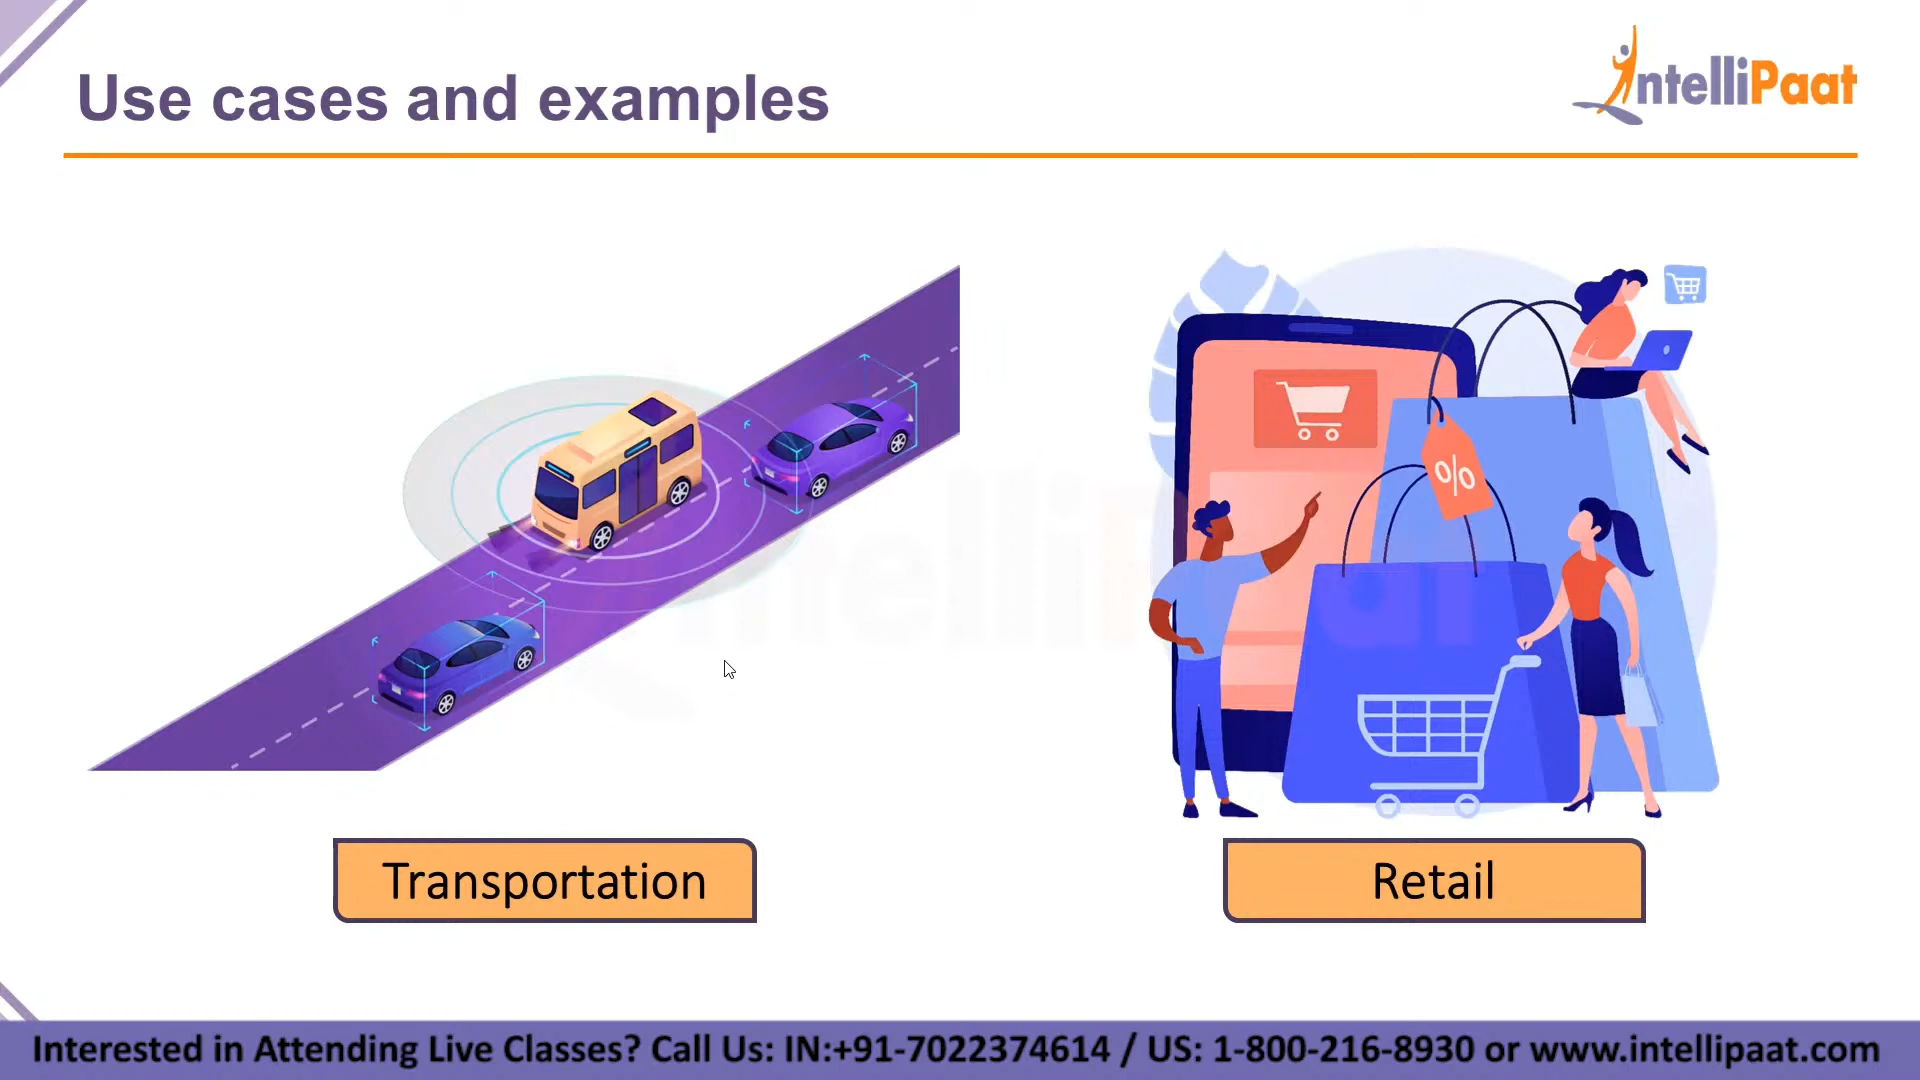 Use cases and examples
IntelliPaat
%
Transportation
Retail
Interested in Attending Live Classes? Call Us: IN:+91-7022374614 / US: 1-800-216-8930 or www.intellipaat.com